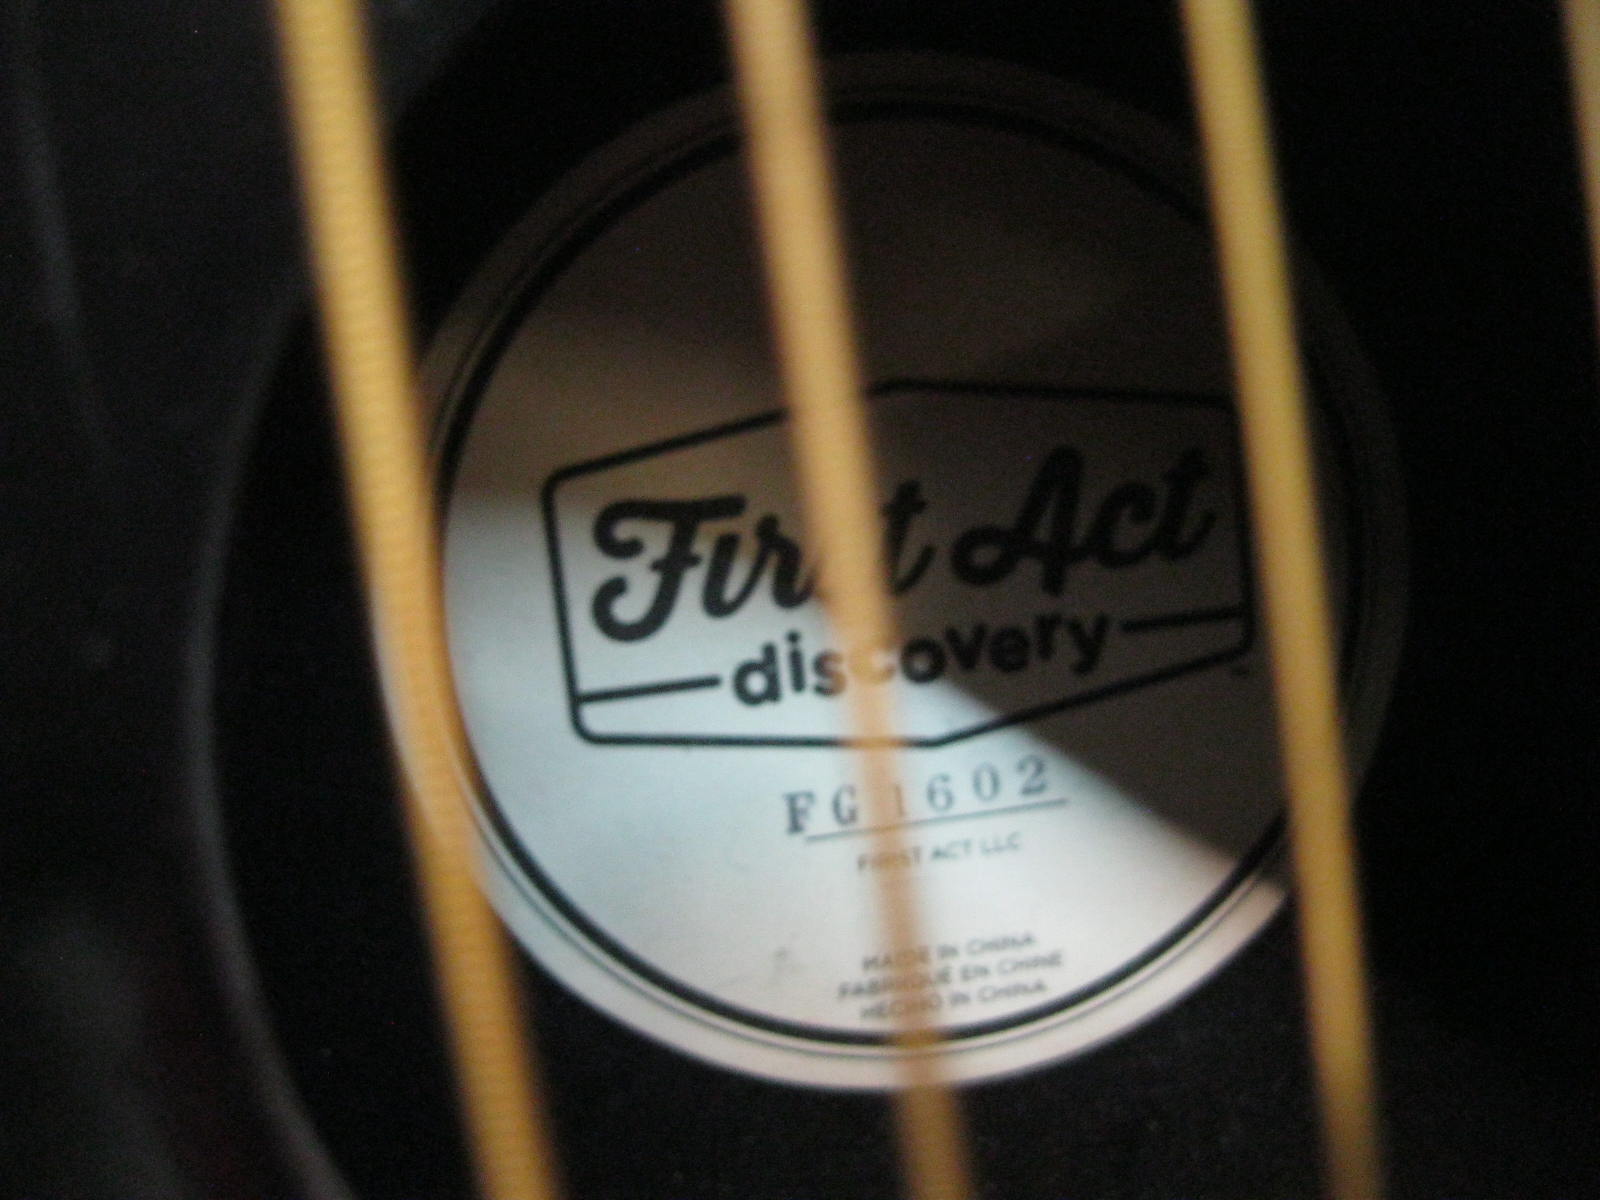 First Act
discovery
FG1602
FIRST ACT LLC
MADE IN CHINA
FABRIQUÉ EN CHINE
HECHO IN CHINA